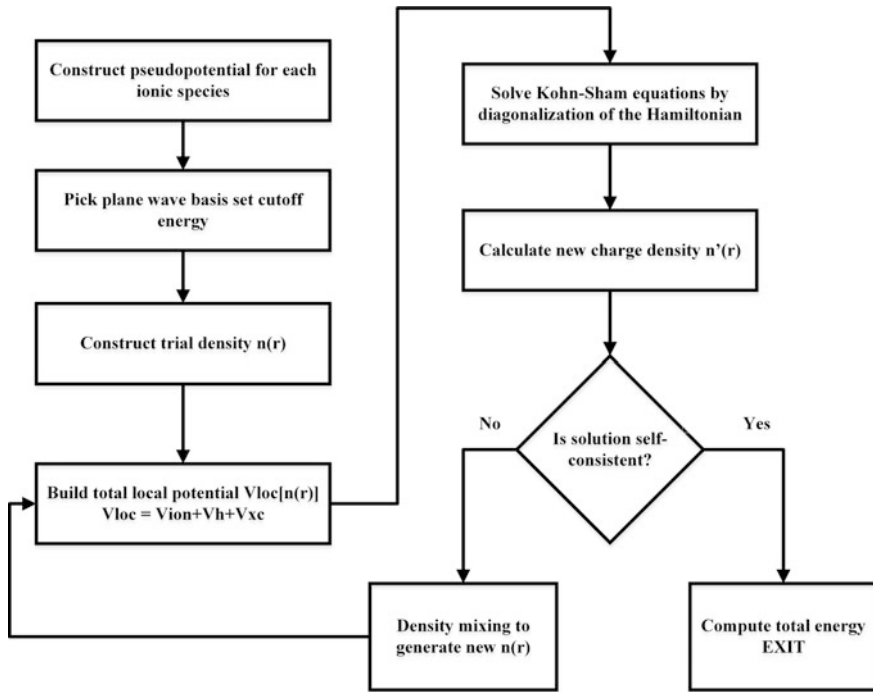 Construct pseudopotential for each
ionic species
Pick plane wave basis set cutoff
energy
Construct trial density n(r)
Build total local potential Vloc[n(r)]
Vloc = Vion+Vh+Vxc
Solve Kohn-Sham equations by
diagonalization of the Hamiltonian
Calculate new charge density n’(r)
Is solution self-
consistent?
No
Yes
Density mixing to
generate new n(r)
Compute total energy
EXIT